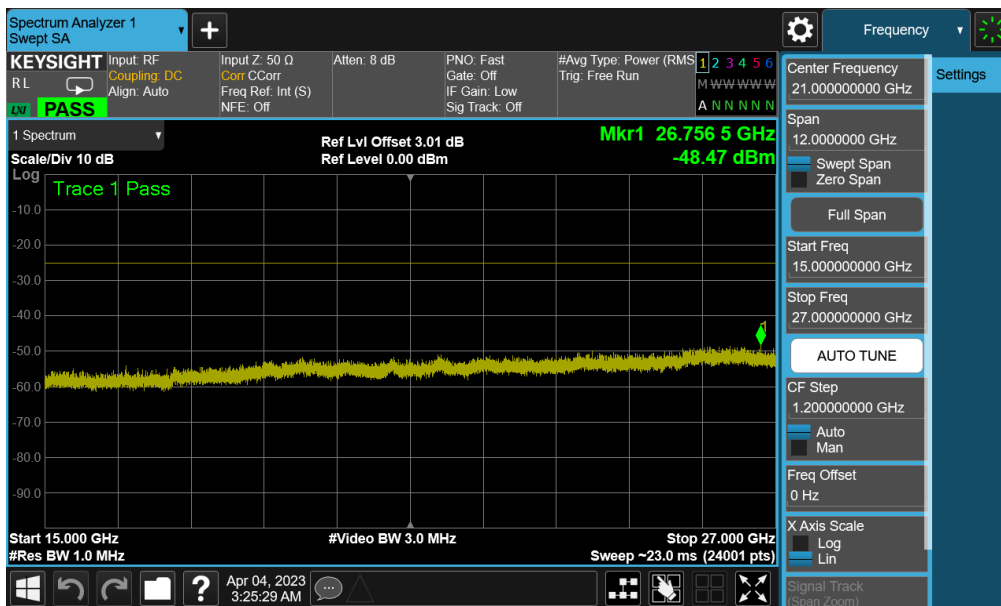 Spectrum Analyzer 1
Swept SA
Frequency
KEYSIGHT
RL
LXI
PASS
Input: RF
Coupling: DC
Align: Auto
Input Z: 50 Ω
Corr CCorr
Freq Ref: Int (S)
NFE: Off
Atten: 8 dB
PNO: Fast
Gate: Off
IF Gain: Low
Sig Track: Off
#Avg Type: Power (RMS
Trig: Free Run
1 2 3 4 5 6
M W W W W W
A N N N N N
1 Spectrum
Scale/Div 10 dB
Ref Lvl Offset 3.01 dB
Ref Level 0.00 dBm
Mkr1 26.756 5 GHz
-48.47 dBm
Log
Trace 1 Pass
-10.0
-20.0
-30.0
-40.0
-50.0
-60.0
-70.0
-80.0
-90.0
1
Start 15.000 GHz
#Res BW 1.0 MHz
#Video BW 3.0 MHz
Stop 27.000 GHz
Sweep ~23.0 ms (24001 pts)
Center Frequency
21.000000000 GHz
Span
12.0000000 GHz
Swept Span
Zero Span
Full Span
Start Freq
15.000000000 GHz
Stop Freq
27.000000000 GHz
AUTO TUNE
CF Step
1.200000000 GHz
Auto
Man
Freq Offset
0 Hz
X Axis Scale
Log
Lin
Signal Track
(Span Zoom)
Settings
?
Apr 04, 2023
3:25:29 AM